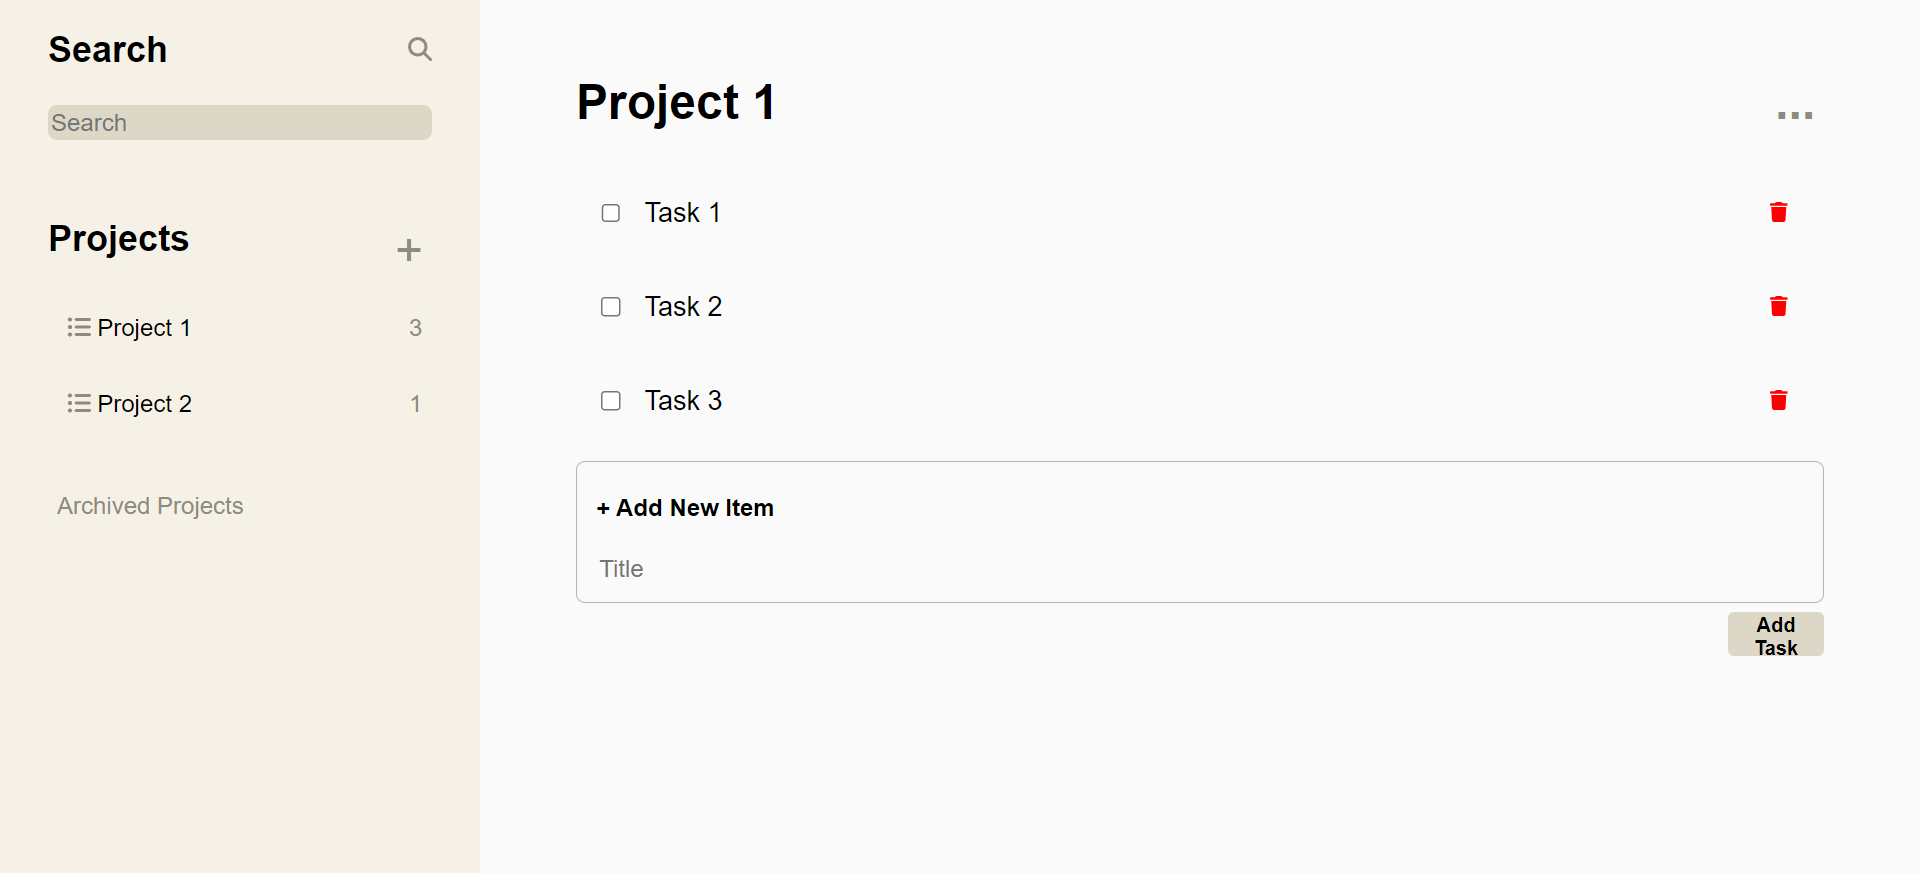 Search
Search
Projects
Project 1 3
Project 2 1
Archived Projects
Project 1
...
Task 1
Task 2
Task 3
+ Add New Item
Title
Add
Task